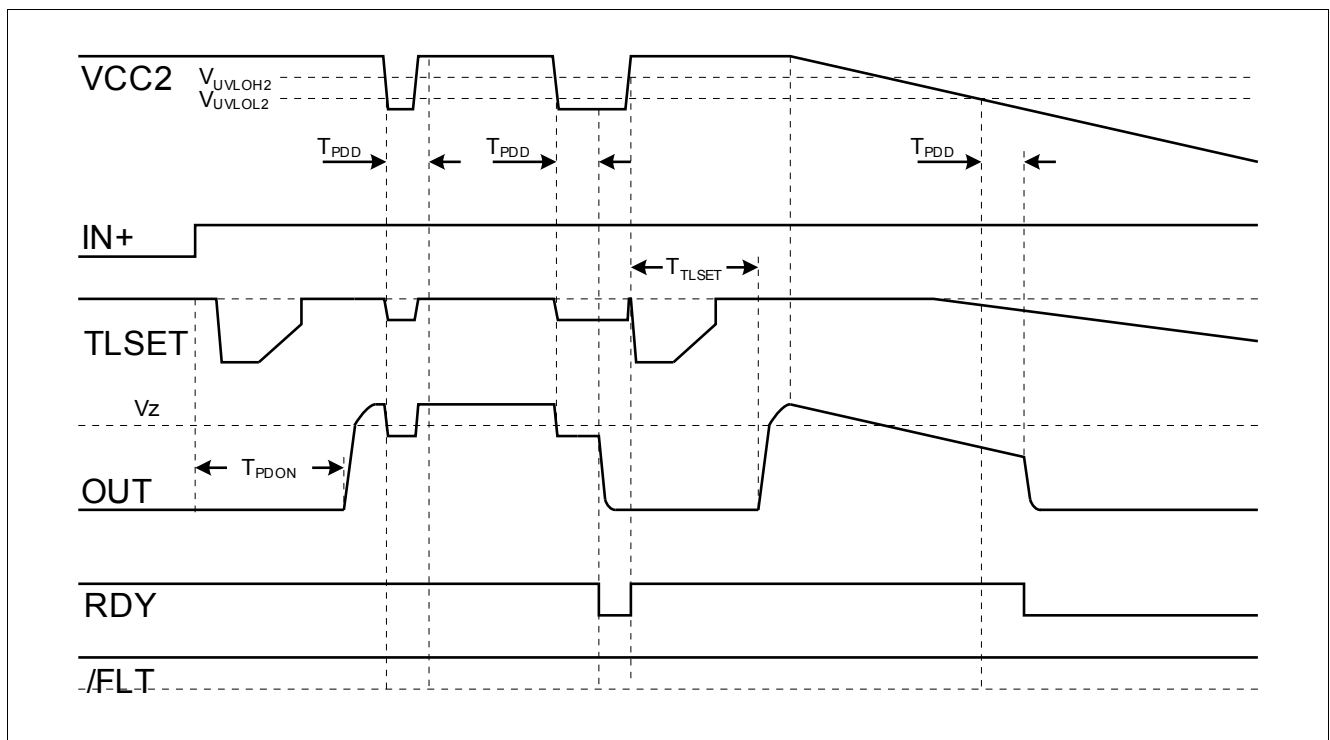 VCC2
VUVLOH2
VUVLOL2
TPDD
TPDD
TPDD
IN+
TTLSET
TLSET
Vz
TPDON
OUT
RDY
/FLT